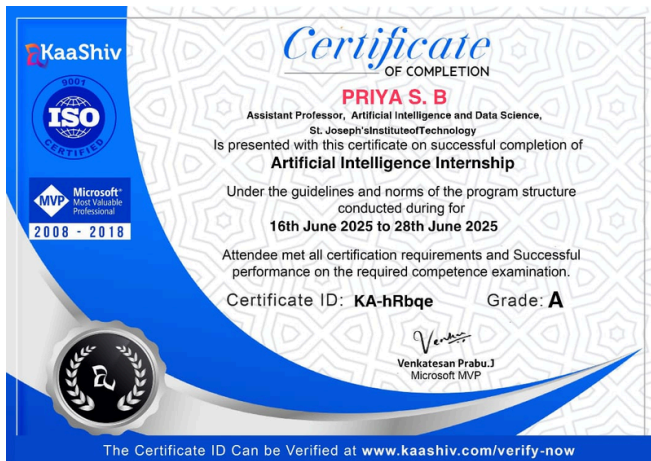 KaaShiv
Certificate
OF COMPLETION
9001
ISO
CERTIFIED
MVP
Microsoft®
Most Valuable
Professional
2008 - 2018
PRIYA S. B
Assistant Professor, Artificial Intelligence and Data Science,
St. Joseph'sInstituteofTechnology
Is presented with this certificate on successful completion of
Artificial Intelligence Internship
Under the guidelines and norms of the program structure
conducted during for
16th June 2025 to 28th June 2025
Attendee met all certification requirements and Successful
performance on the required competence examination.
Certificate ID: KA-hRbqe Grade: A
Venku
Venkatesan Prabu.J
Microsoft MVP
The Certificate ID Can be Verified at www.kaashiv.com/verify-now